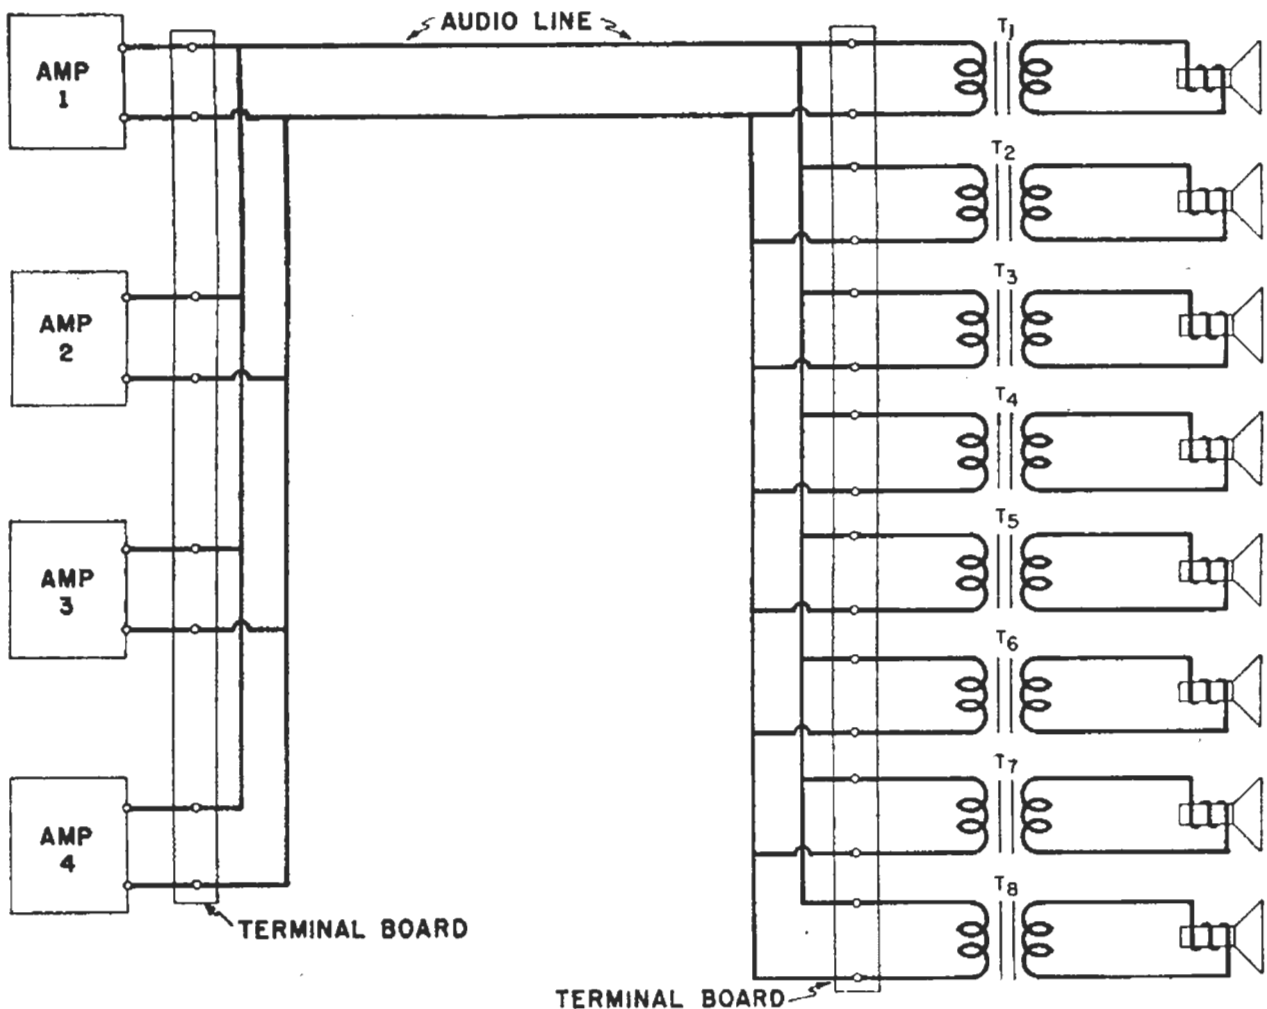 AUDIO LINE
AMP
1
AMP
2
AMP
3
AMP
4
TERMINAL BOARD
TERMINAL BOARD
T1
T2
T3
T4
T5
T6
T7
T8